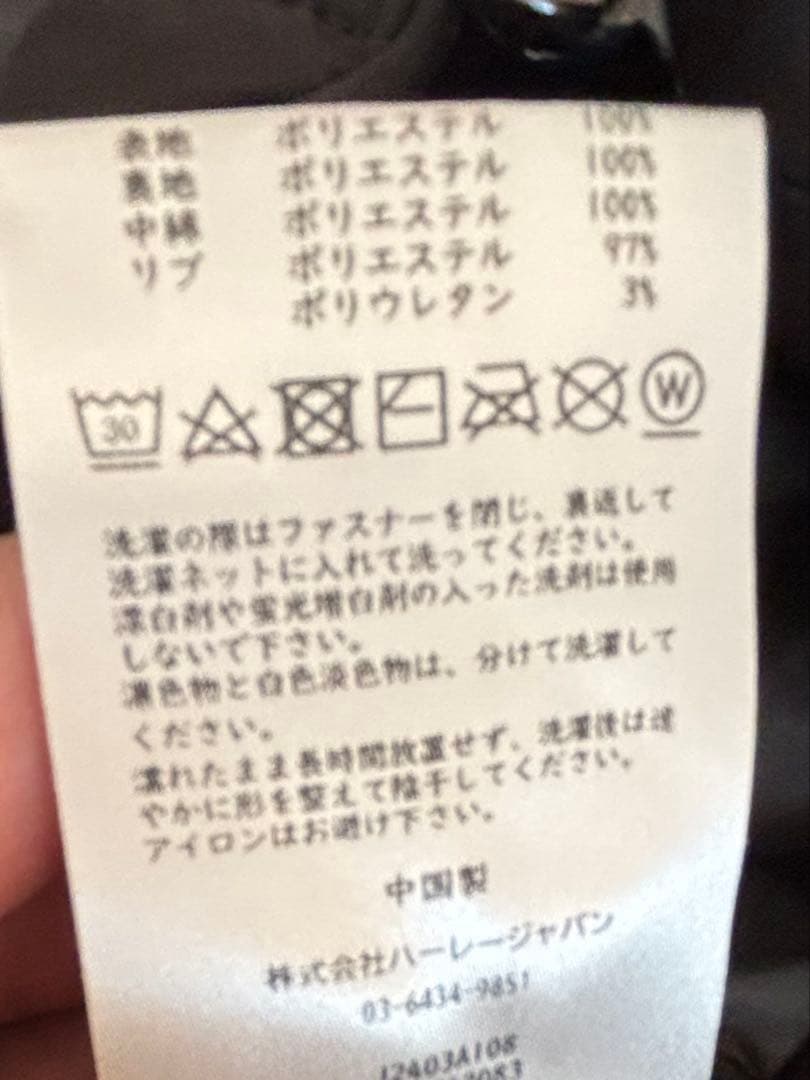 表地 ポリエステル 100%
裏地 ポリエステル 100%
中綿 ポリエステル 100%
リブ ポリエステル 97%
ポリウレタン 3%
30 W
洗濯の際はファスナーを閉じ、裏返して
洗濯ネットに入れて洗ってください。
漂白剤や蛍光増白剤の入った洗剤は使用
しないで下さい。
濃色物と白色淡色物は、分けて洗濯して
ください。
濡れたまま長時間放置せず、洗濯後は速
やかに形を整えて陰干してください。
アイロンはお避け下さい。
中国製
株式会社ハーレージャパン
03-6434-9851
12403A108